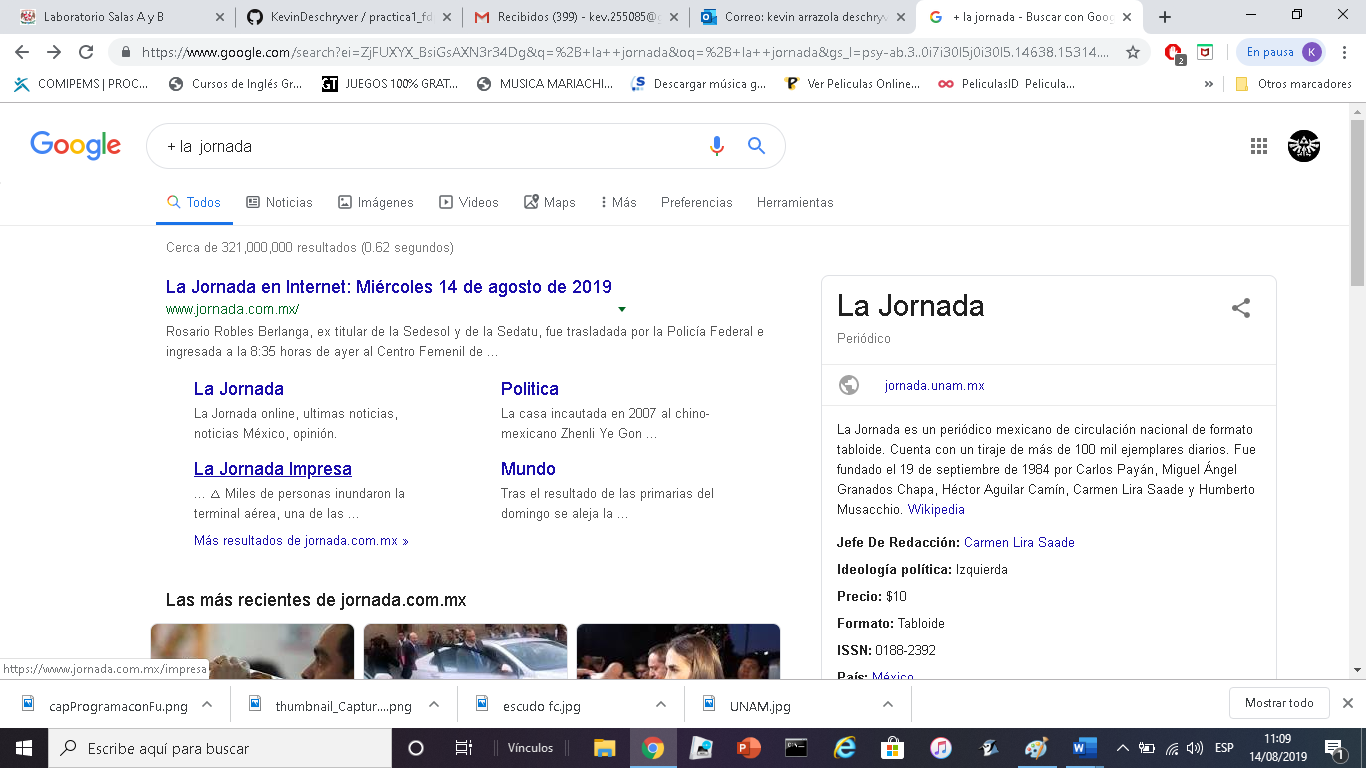 Laboratorio Salas A y B
KevinDeschryver / practica1_fd
Recibidos (399) - kev.255085@g
Correo: kevin arrazola deschryv
+ la jornada - Buscar con Goog
https://www.google.com/search?ei=ZjFUXYX_BsiGsAXN3r34Dg&q=%2B+la++jornada&oq=%2B+la++jornada&gs_l=psy-ab.3..0i7i30l5j0i30l5.14638.15314....
2
En pausa
K
COMIPEMS | PROC...
Cursos de Inglés Gr...
GT
JUEGOS 100% GRAT...
MUSICA MARIACHI...
Descargar música g...
Ver Peliculas Online...
PeliculasID Pelicula...
»
Otros marcadores
Google
+ la jornada
Todos
Noticias
Imágenes
Videos
Maps
Más
Preferencias
Herramientas
Cerca de 321,000,000 resultados (0.62 segundos)
La Jornada en Internet: Miércoles 14 de agosto de 2019
www.jornada.com.mx/
Rosario Robles Berlanga, ex titular de la Sedesol y de la Sedatu, fue trasladada por la Policía Federal e
ingresada a la 8:35 horas de ayer al Centro Femenil de ...
La Jornada
La Jornada online, ultimas noticias,
noticias México, opinión.
Politica
La casa incautada en 2007 al chino-
mexicano Zhenli Ye Gon ...
La Jornada Impresa
... △ Miles de personas inundaron la
terminal aérea, una de las ...
Mundo
Tras el resultado de las primarias del
domingo se aleja la ...
Más resultados de jornada.com.mx »
Las más recientes de jornada.com.mx
La Jornada
Periódico
jornada.unam.mx
La Jornada es un periódico mexicano de circulación nacional de formato
tabloide. Cuenta con un tiraje de más de 100 mil ejemplares diarios. Fue
fundado el 19 de septiembre de 1984 por Carlos Payán, Miguel Ángel
Granados Chapa, Héctor Aguilar Camín, Carmen Lira Saade y Humberto
Musacchio. Wikipedia
Jefe De Redacción: Carmen Lira Saade
Ideología política: Izquierda
Precio: $10
Formato: Tabloide
ISSN: 0188-2392
País: México
https://www.jornada.com.mx/impresa
capProgramaconFu.png
thumbnail_Captur....png
escudo fc.jpg
UNAM.jpg
Mostrar todo
Escribe aquí para buscar
Vínculos
ESP
11:09
14/08/2019
1